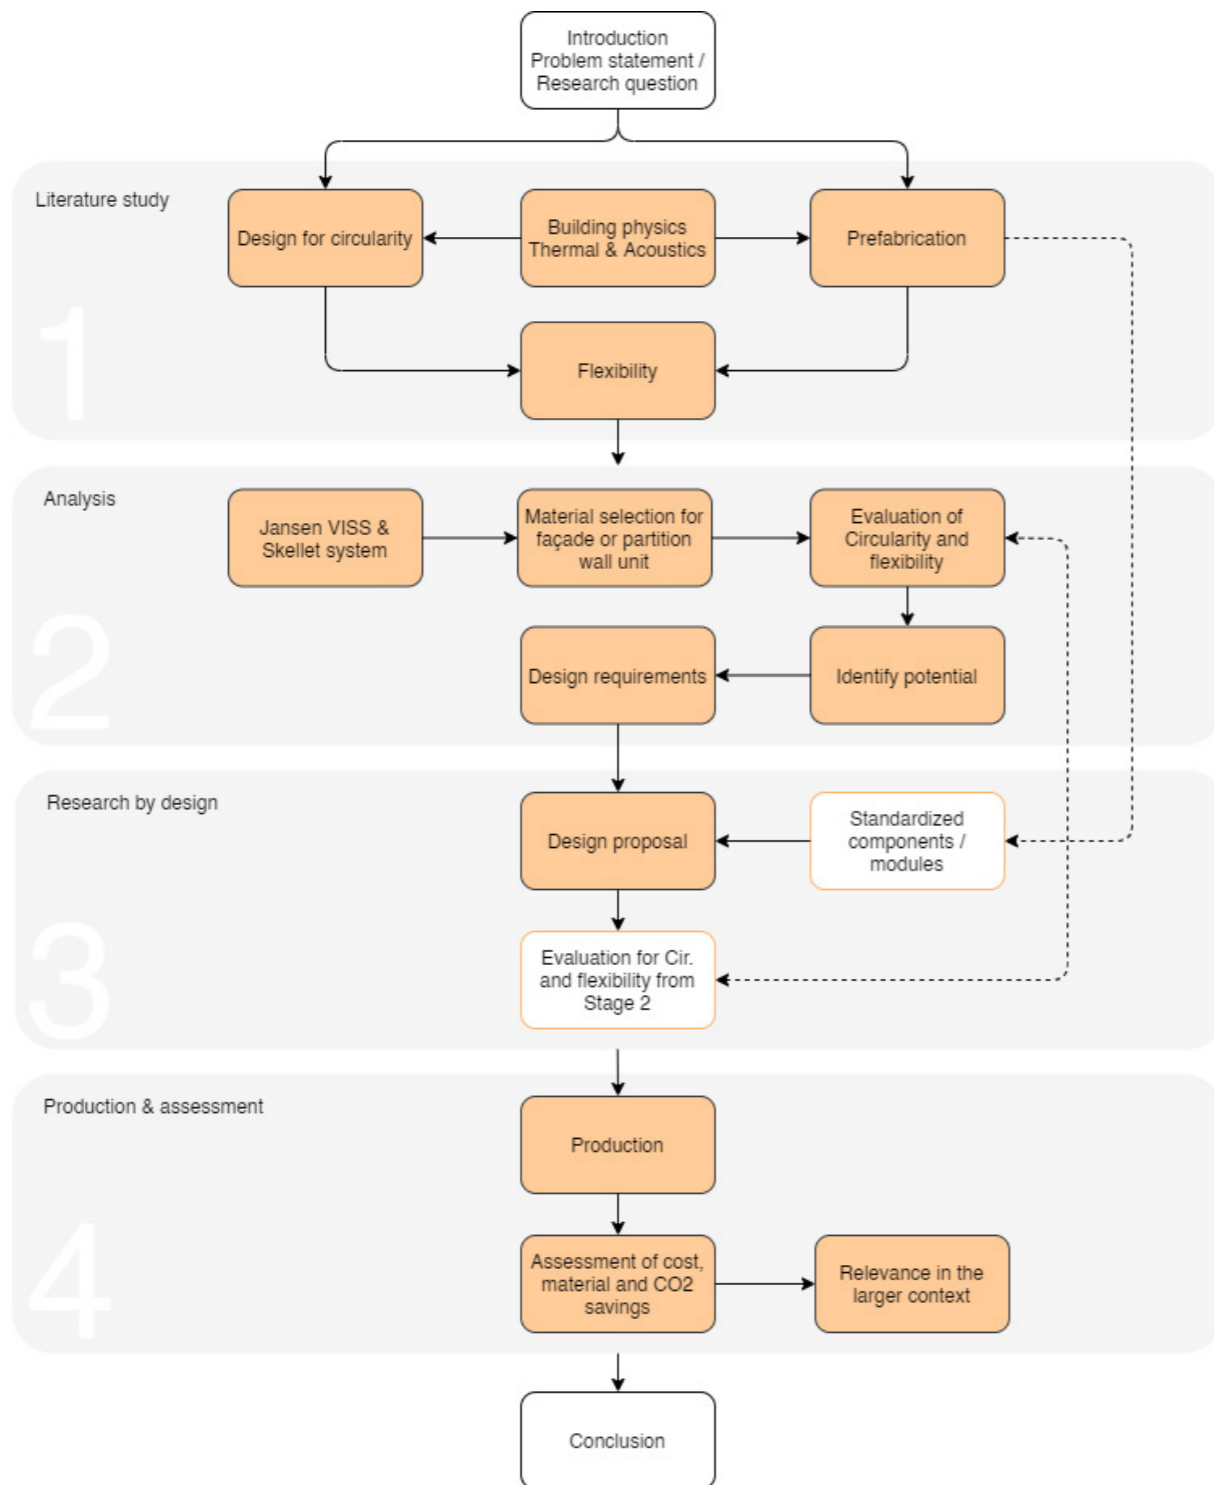 Introduction
Problem statement /
Research question
Literature study
Design for circularity
Building physics
Thermal & Acoustics
Prefabrication
1
Flexibility
Analysis
Jansen VISS &
Skellet system
Material selection for
façade or partition
wall unit
Evaluation of
Circularity and
flexibility
2
Design requirements
Identify potential
Research by design
Design proposal
Standardized
components /
modules
3
Evaluation for Cir.
and flexibility from
Stage 2
Production & assessment
Production
4
Assessment of cost,
material and CO2
savings
Relevance in the
larger context
Conclusion